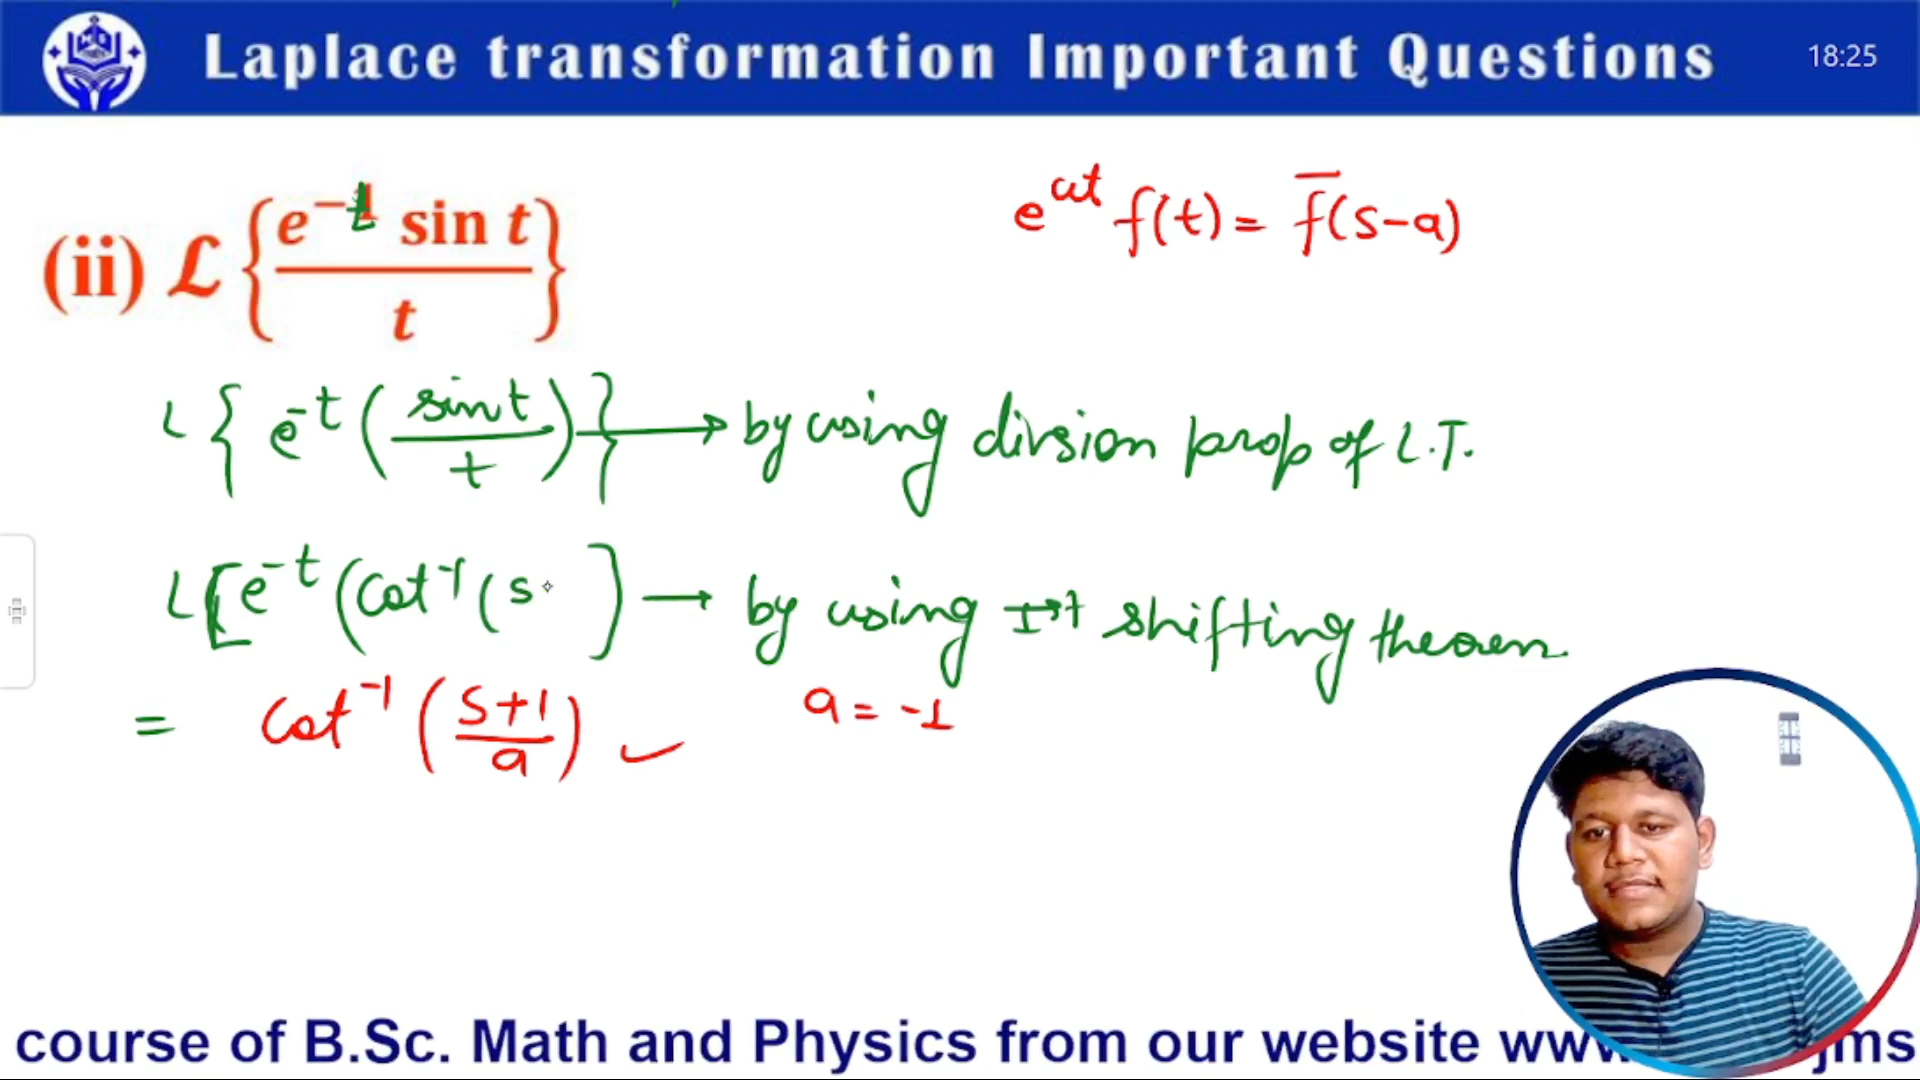 Laplace transformation Important Questions 18:25
(ii) ℒ {e^-t sin t / t}
e^at f(t) = f̅(s-a)
L{e^-t (sin t / t)} → by using divsion prop of L.T.
L[e^-t (Cot^-1 (s ] → by using Ist shifting theorem.
= Cot^-1 (S+1 / a) ✓ a = -1
course of B.Sc. Math and Physics from our website